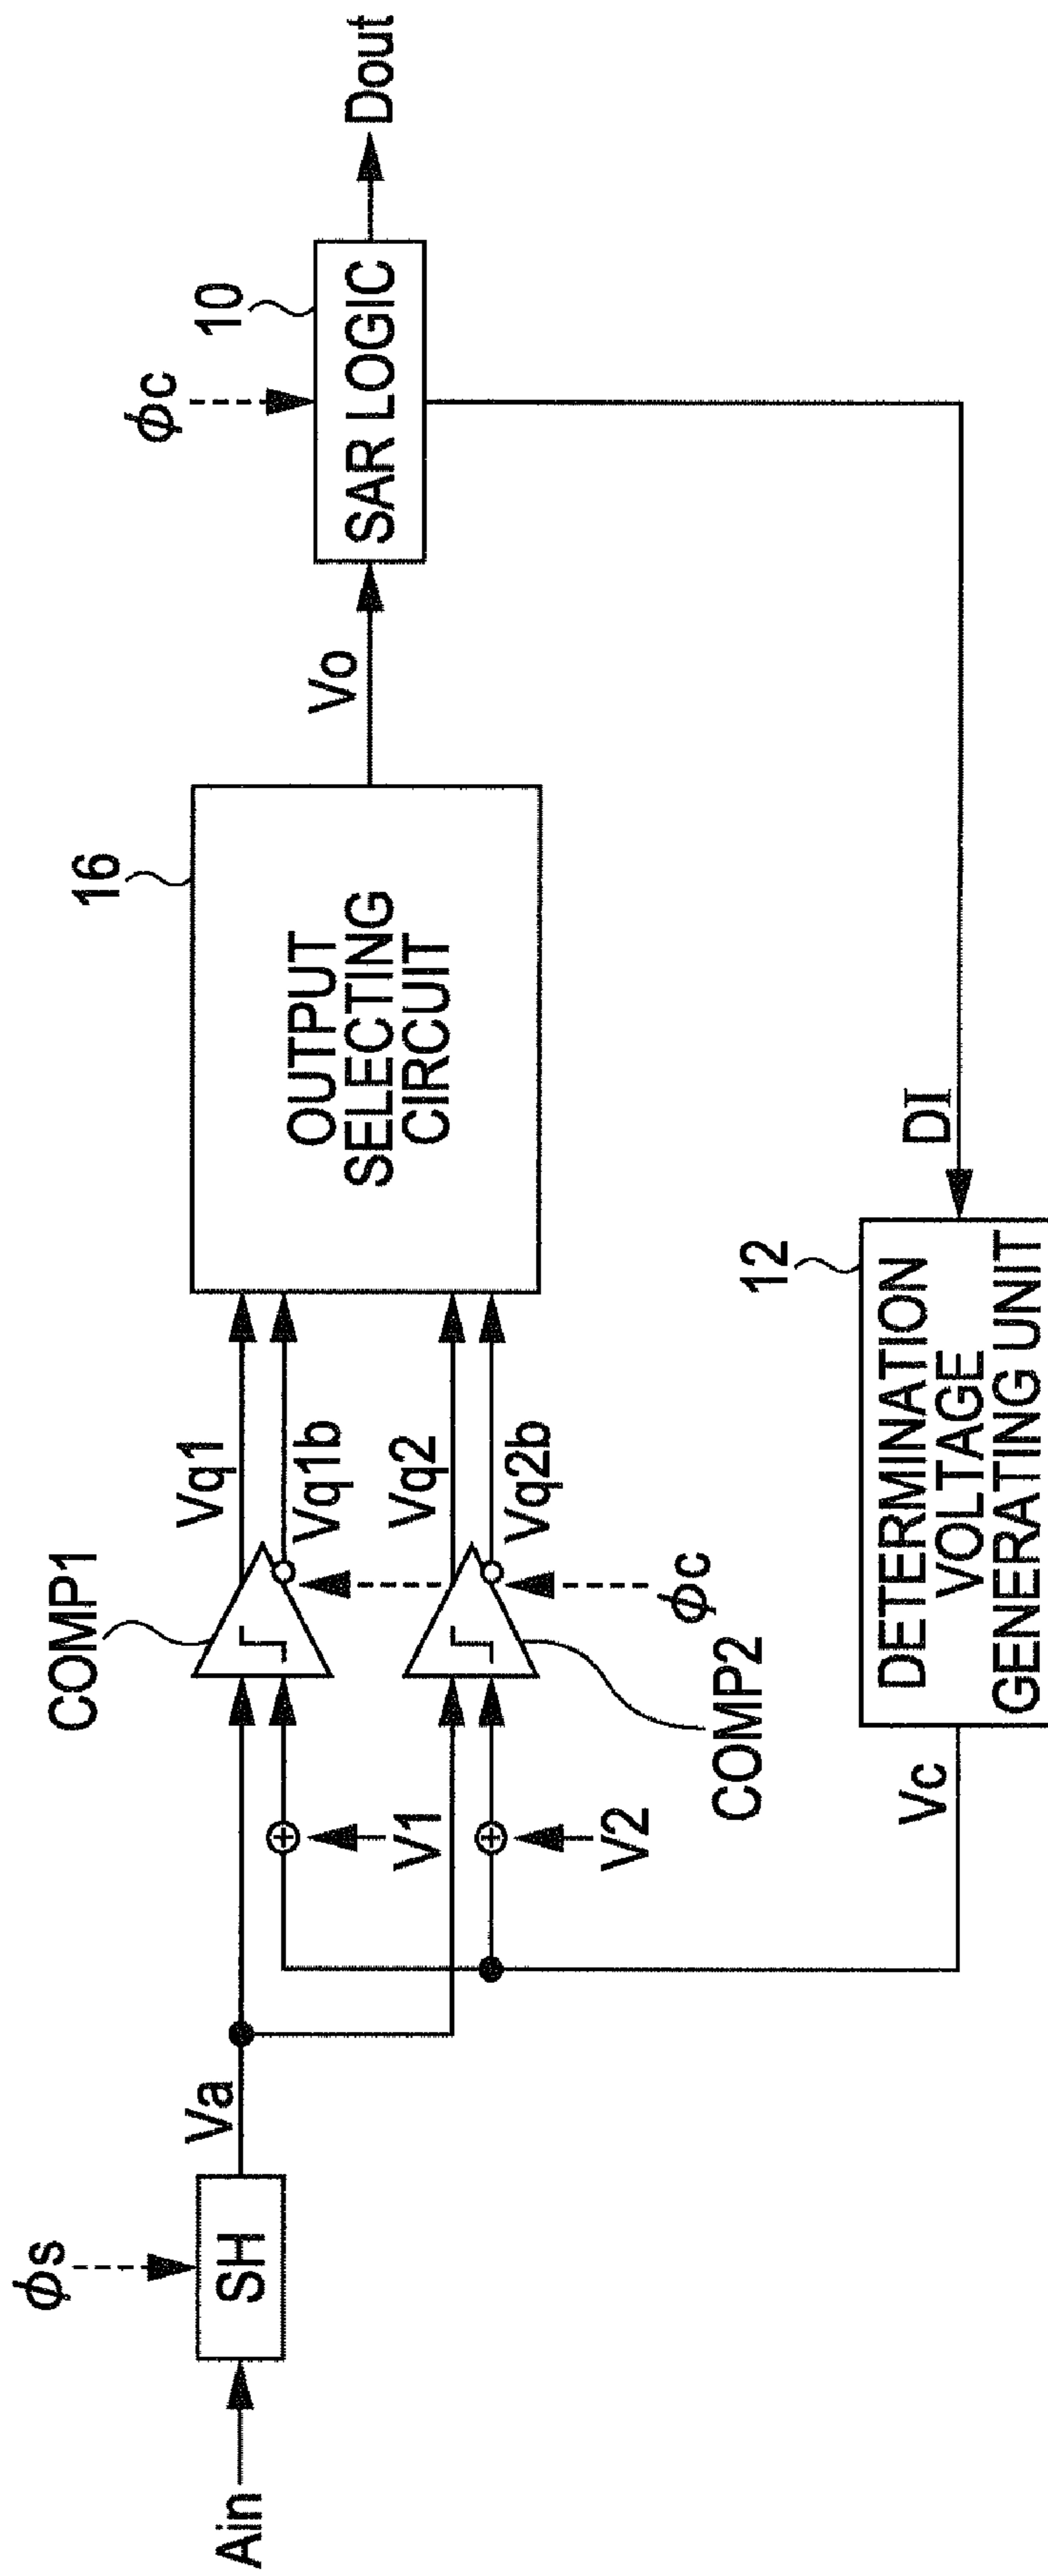 Ain
ϕs
SH
Va
V1
V2
COMP1
COMP2
ϕc
Vq1
Vq1b
Vq2
Vq2b
16
OUTPUT
SELECTING
CIRCUIT
Vo
ϕc
10
SAR LOGIC
Dout
Vc
12
DETERMINATION
VOLTAGE
GENERATING UNIT
DI